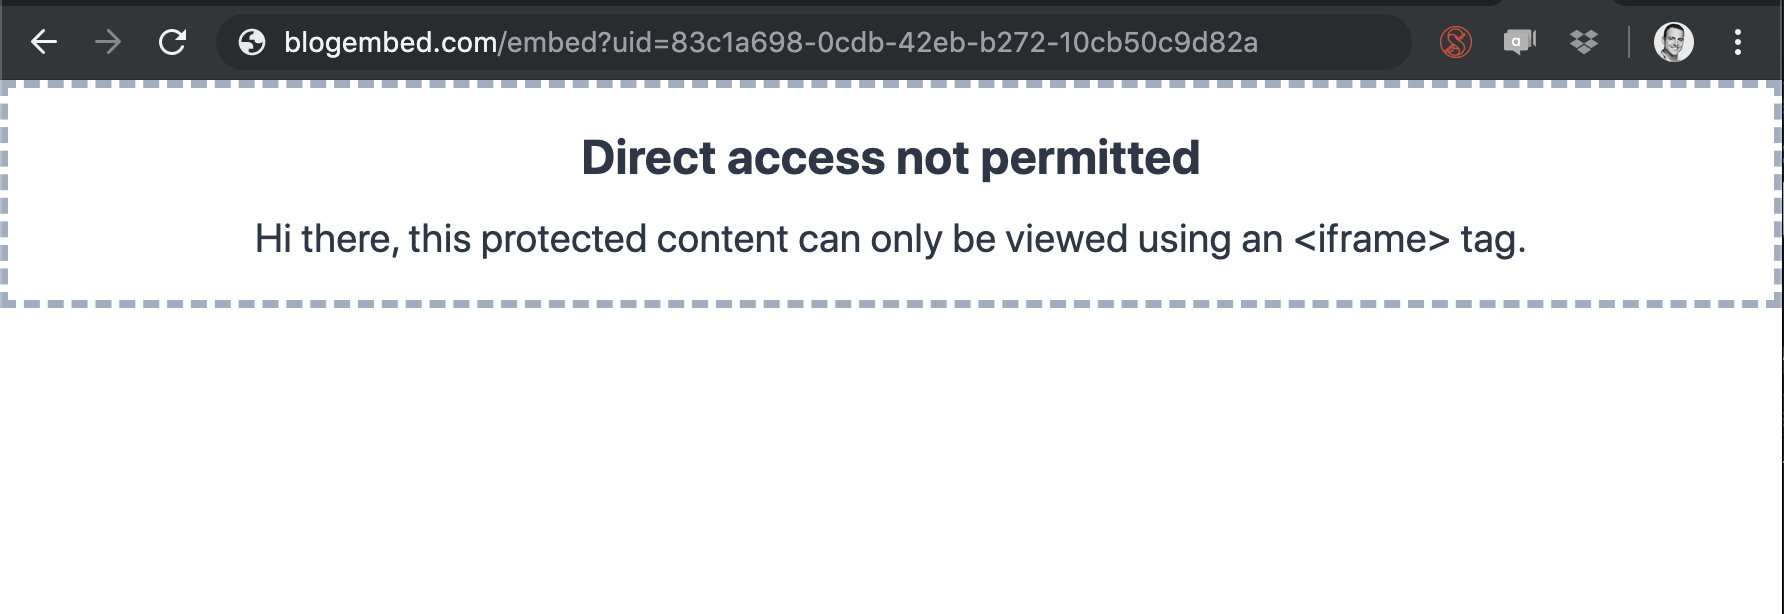 blogembed.com/embed?uid=83c1a698-0cdb-42eb-b272-10cb50c9d82a
Direct access not permitted
Hi there, this protected content can only be viewed using an <iframe> tag.